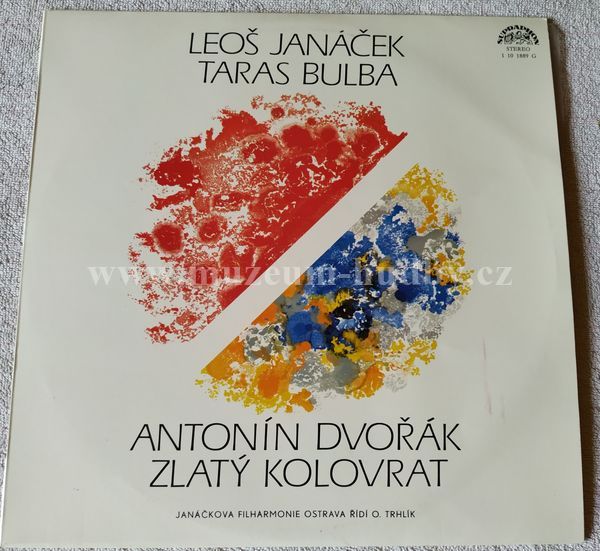 LEOŠ JANÁČEK
TARAS BULBA
SUPRAPHON
STEREO
1 10 1889 G
www.muzeum-hudby.cz
ANTONÍN DVOŘÁK
ZLATÝ KOLOVRAT
JANÁČKOVA FILHARMONIE OSTRAVA ŘÍDÍ O. TRHLÍK